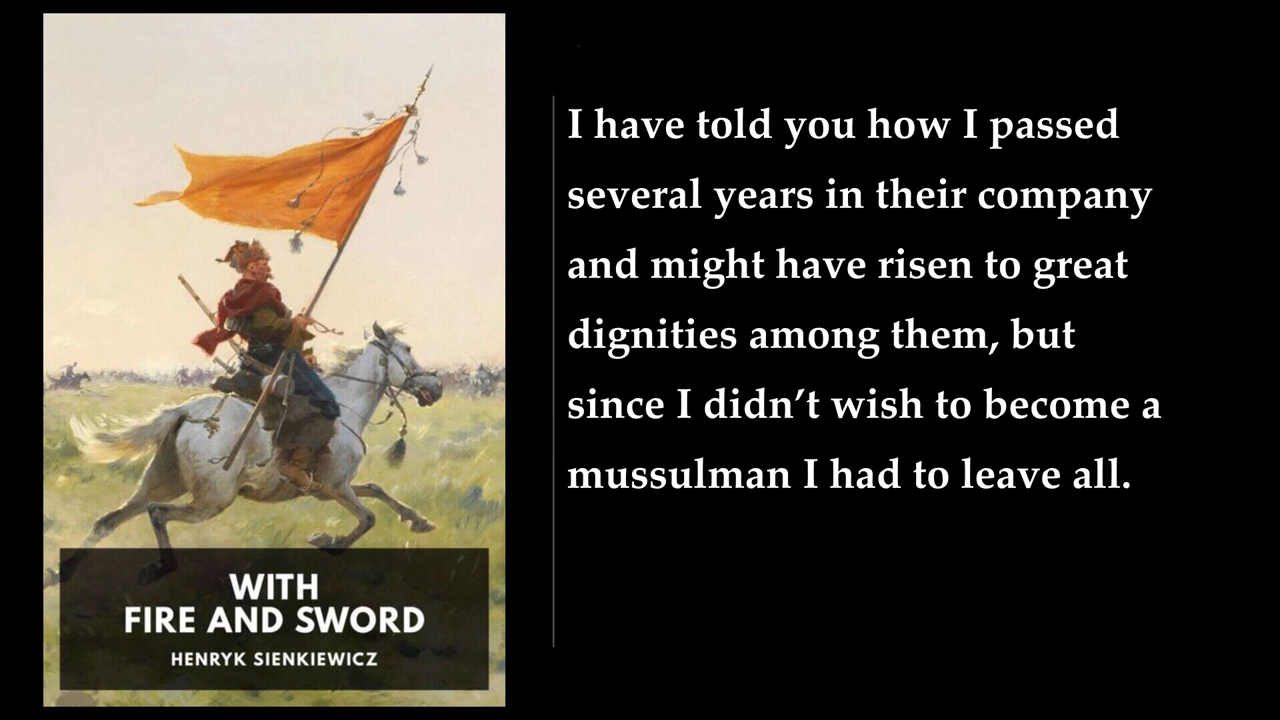 I have told you how I passed
several years in their company
and might have risen to great
dignities among them, but
since I didn’t wish to become a
mussulman I had to leave all.
WITH
FIRE AND SWORD
HENRYK SIENKIEWICZ